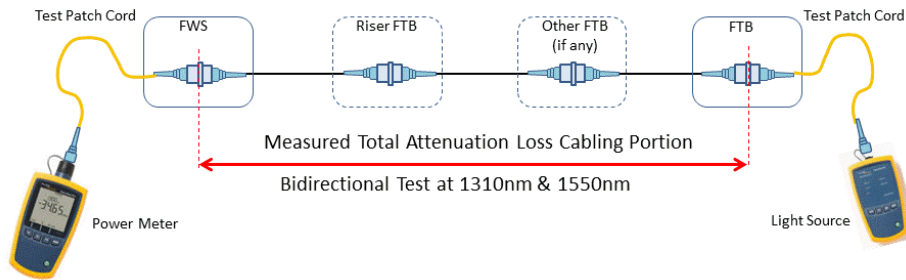 Test Patch Cord
FWS
Riser FTB
Other FTB
(if any)
FTB
Test Patch Cord
Measured Total Attenuation Loss Cabling Portion
Bidirectional Test at 1310nm & 1550nm
Power Meter
Light Source